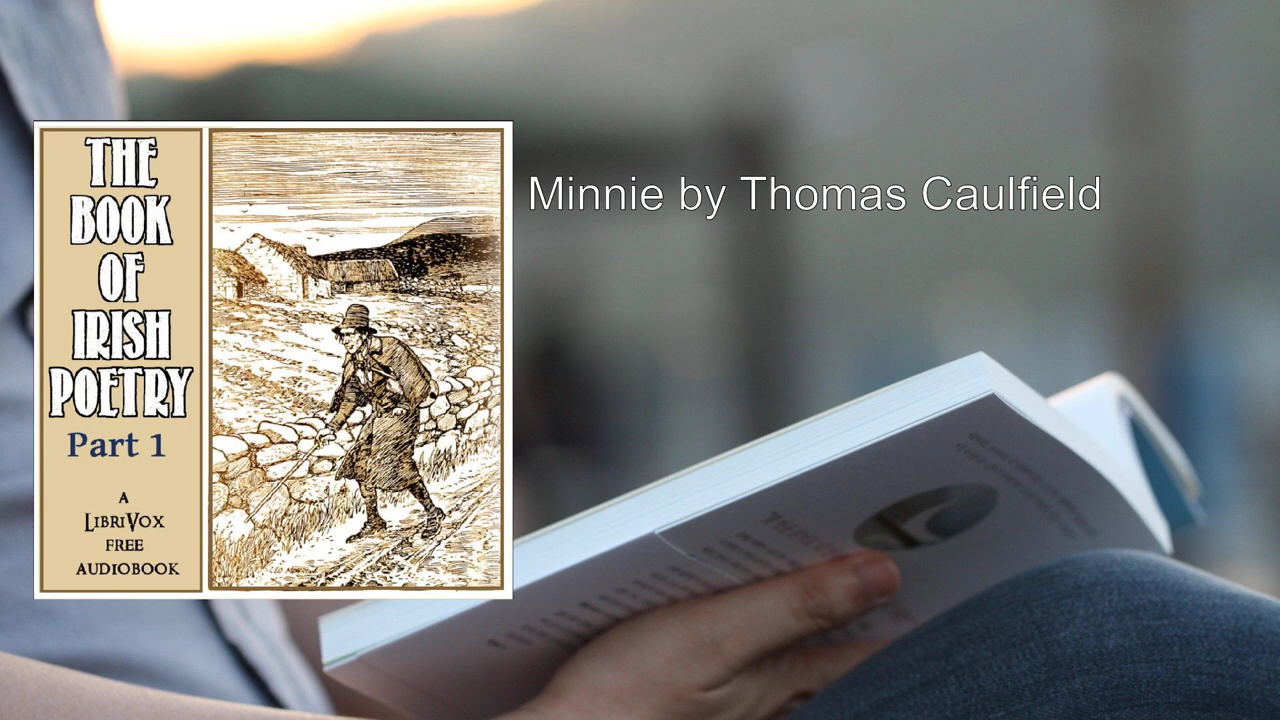 THE
BOOK
OF
IRISH
POETRY
Part 1
A
LIBRIVOX
FREE
AUDIOBOOK
Minnie by Thomas Caulfield